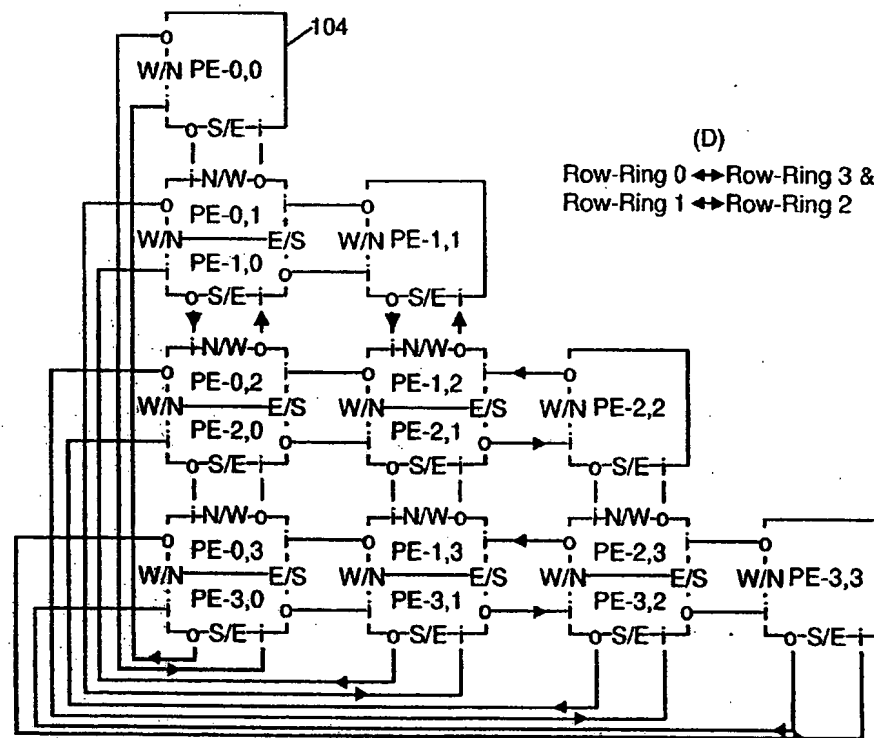 104
o
W/N PE-0,0
i
o S/E i
(D)
Row-Ring 0 ↔ Row-Ring 3 &
Row-Ring 1 ↔ Row-Ring 2
i N/W o
o PE-0,1 i o
W/N E/S W/N PE-1,1
i PE-1,0 o i
o S/E i o S/E i
i N/W o i N/W o
o PE-0,2 i o PE-1,2 i o
W/N E/S W/N E/S W/N PE-2,2
i PE-2,0 o i PE-2,1 o i
o S/E i o S/E i o S/E i
i N/W o i N/W o i N/W o
o PE-0,3 i o PE-1,3 i o PE-2,3 i o
W/N E/S W/N E/S W/N E/S W/N PE-3,3
i PE-3,0 o i PE-3,1 o i PE-3,2 o i
o S/E i o S/E i o S/E i o S/E i